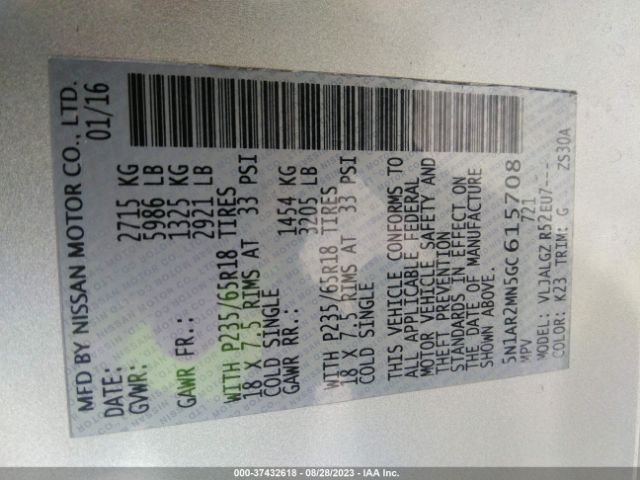 MFD BY NISSAN MOTOR CO., LTD.
DATE: 01/16
GVWR: 2715 KG
5986 LB
GAWR FR.: 1325 KG
2921 LB
WITH P235/65R18 TIRES
18 X 7.5 RIMS AT 33 PSI
COLD SINGLE
GAWR RR.: 1454 KG
3205 LB
WITH P235/65R18 TIRES
18 X 7.5 RIMS AT 33 PSI
COLD SINGLE
THIS VEHICLE CONFORMS TO
ALL APPLICABLE FEDERAL
MOTOR VEHICLE SAFETY AND
THEFT PREVENTION
STANDARDS IN EFFECT ON
THE DATE OF MANUFACTURE
SHOWN ABOVE.
5N1AR2MN5GC615708
MPV 721
MODEL: VLJALGZ R52EU7----
COLOR: K23 TRIM: G ZS30A
000-37432618 - 08/28/2023 - IAA Inc.